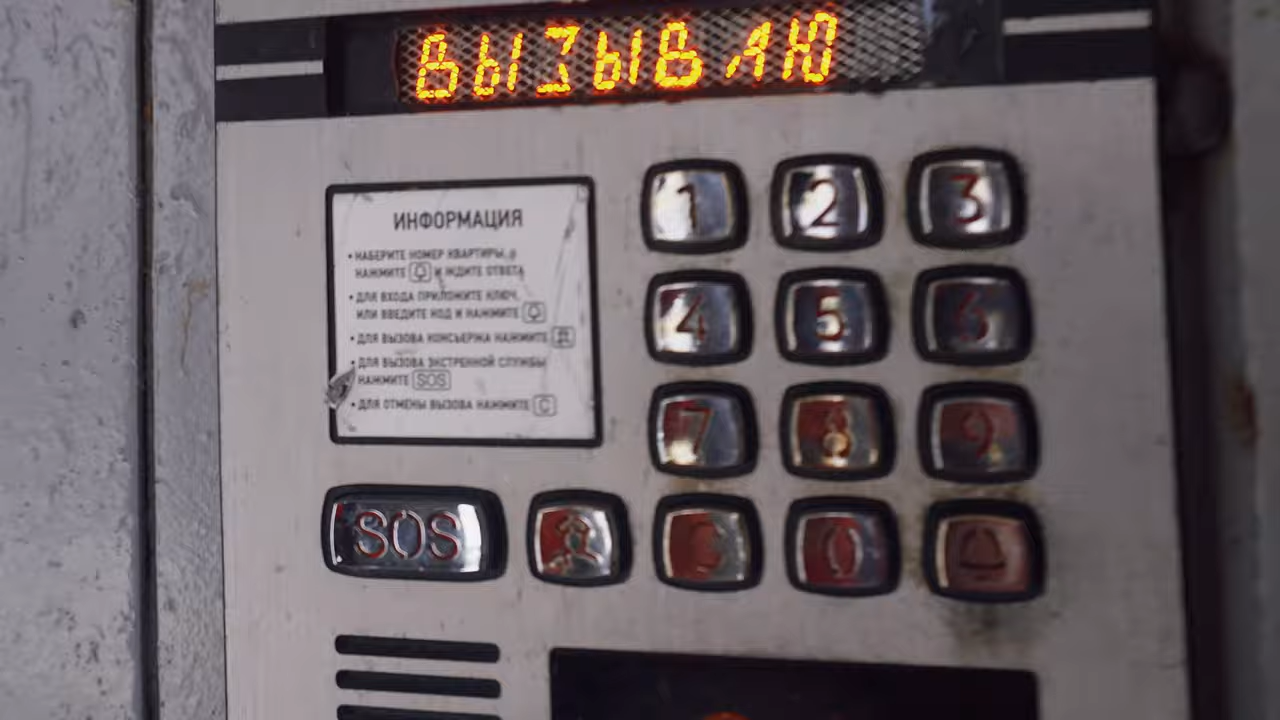 ВЫЗЫВАЮ
ИНФОРМАЦИЯ
• НАБЕРИТЕ НОМЕР КВАРТИРЫ,
НАЖМИТЕ И ЖДИТЕ ОТВЕТА
• ДЛЯ ВХОДА ПРИЛОЖИТЕ КЛЮЧ,
ИЛИ ВВЕДИТЕ КОД И НАЖМИТЕ
• ДЛЯ ВЫЗОВА КОНСЬЕРЖА НАЖМИТЕ
• ДЛЯ ВЫЗОВА ЭКСТРЕННОЙ СЛУЖБЫ
НАЖМИТЕ SOS
• ДЛЯ ОТМЕНЫ ВЫЗОВА НАЖМИТЕ C
1 2 3
4 5 6
7 8 9
SOS C 0